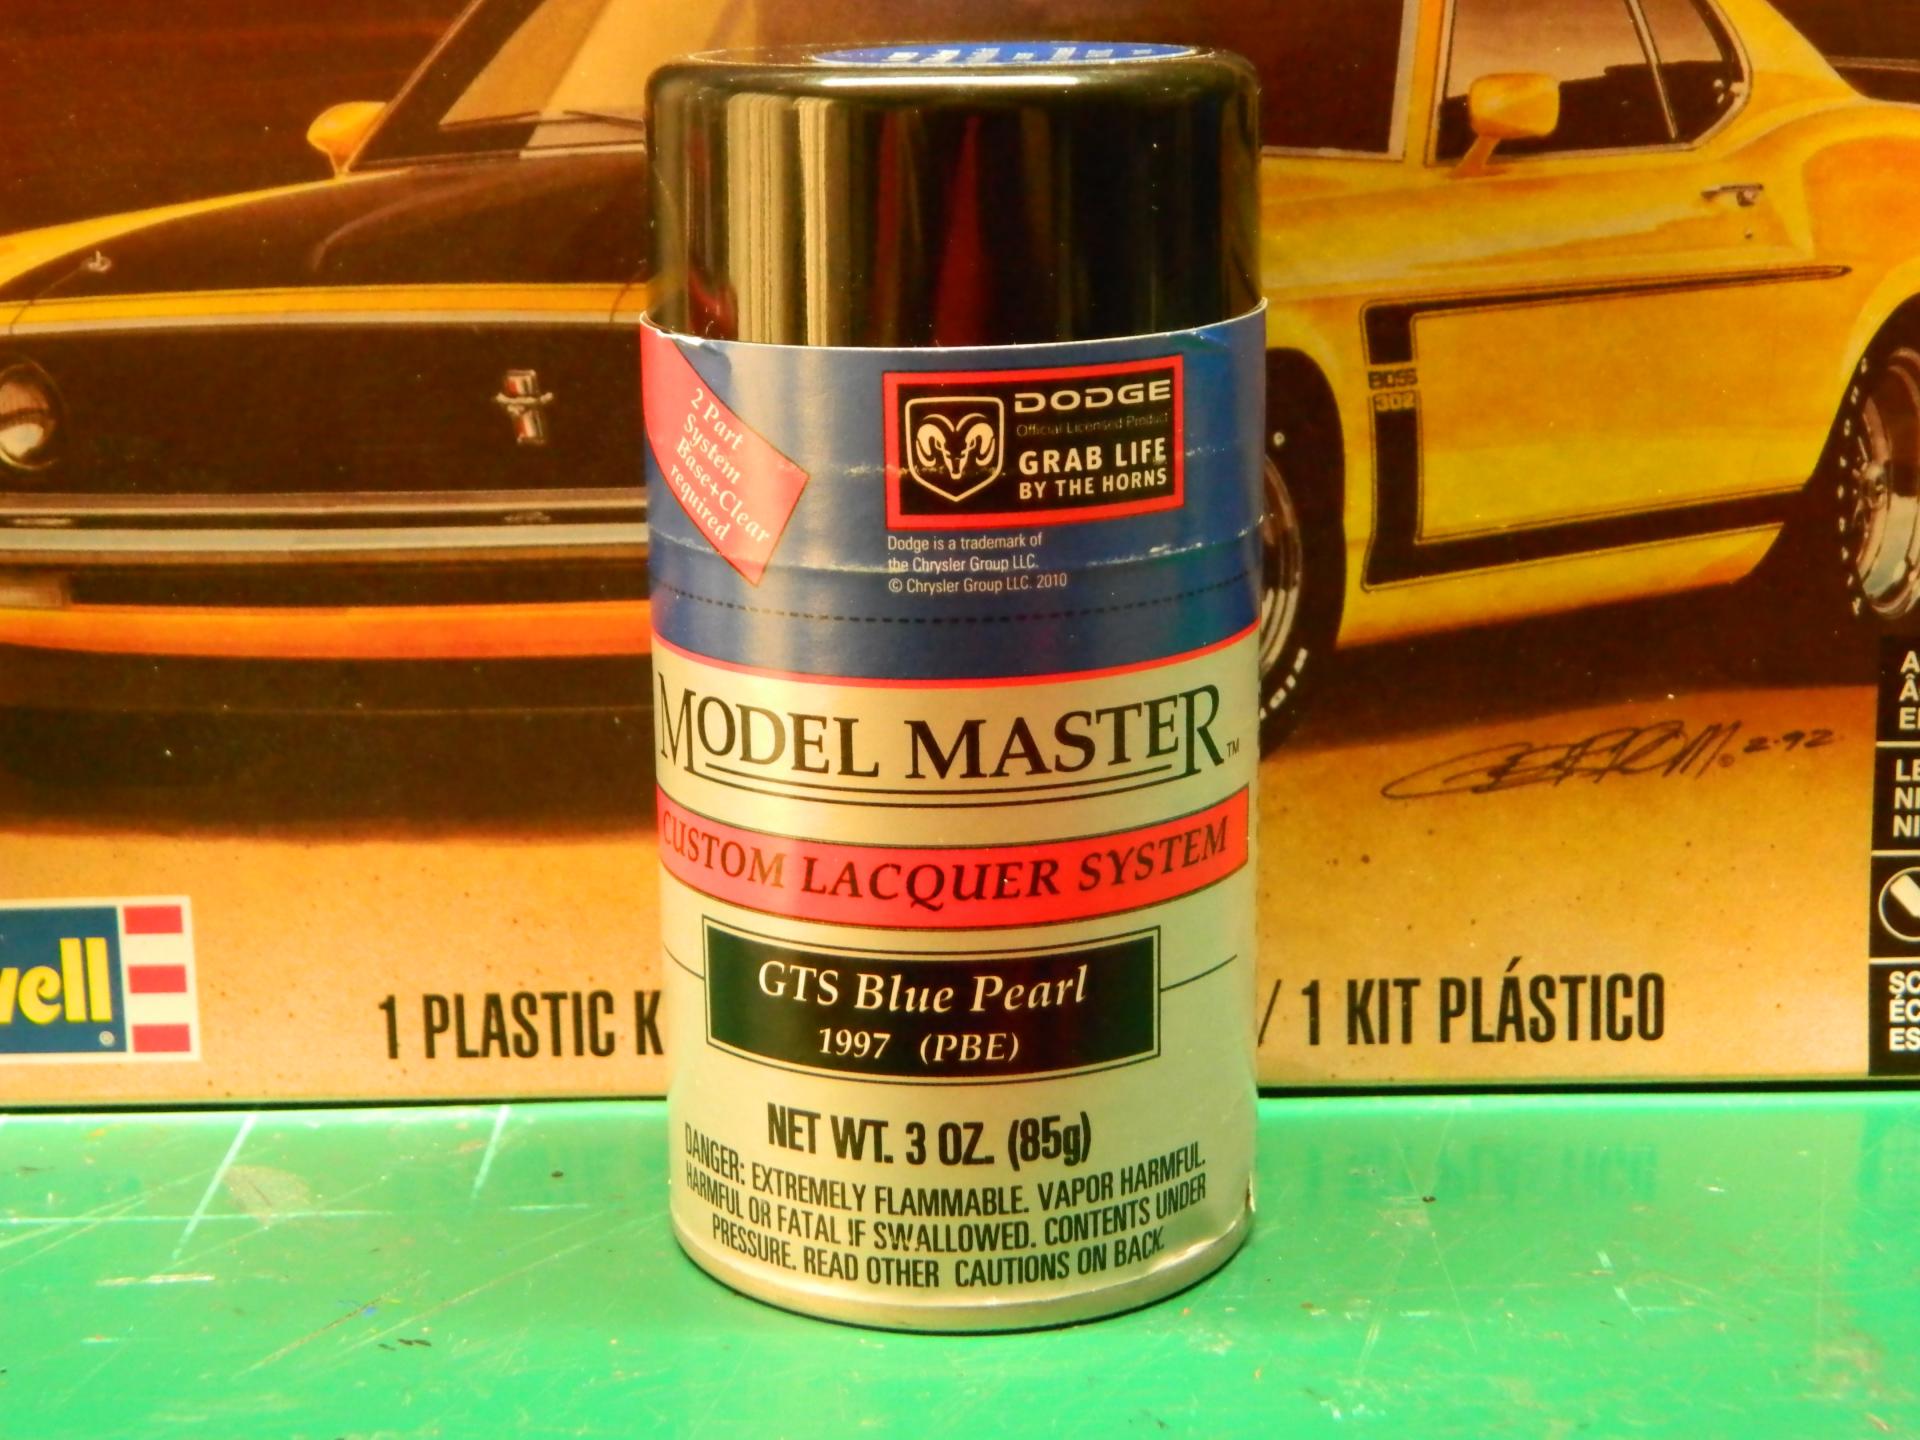 2 Part
System
Base+Clear
required
DODGE
Official Licensed Product
GRAB LIFE
BY THE HORNS
Dodge is a trademark of
the Chrysler Group LLC.
© Chrysler Group LLC. 2010
MODEL MASTER™
CUSTOM LACQUER SYSTEM
GTS Blue Pearl
1997 (PBE)
NET WT. 3 OZ. (85g)
DANGER: EXTREMELY FLAMMABLE. VAPOR HARMFUL.
HARMFUL OR FATAL IF SWALLOWED. CONTENTS UNDER
PRESSURE. READ OTHER CAUTIONS ON BACK.
BOSS
302
2-92
1 PLASTIC K
/ 1 KIT PLÁSTICO
well
®